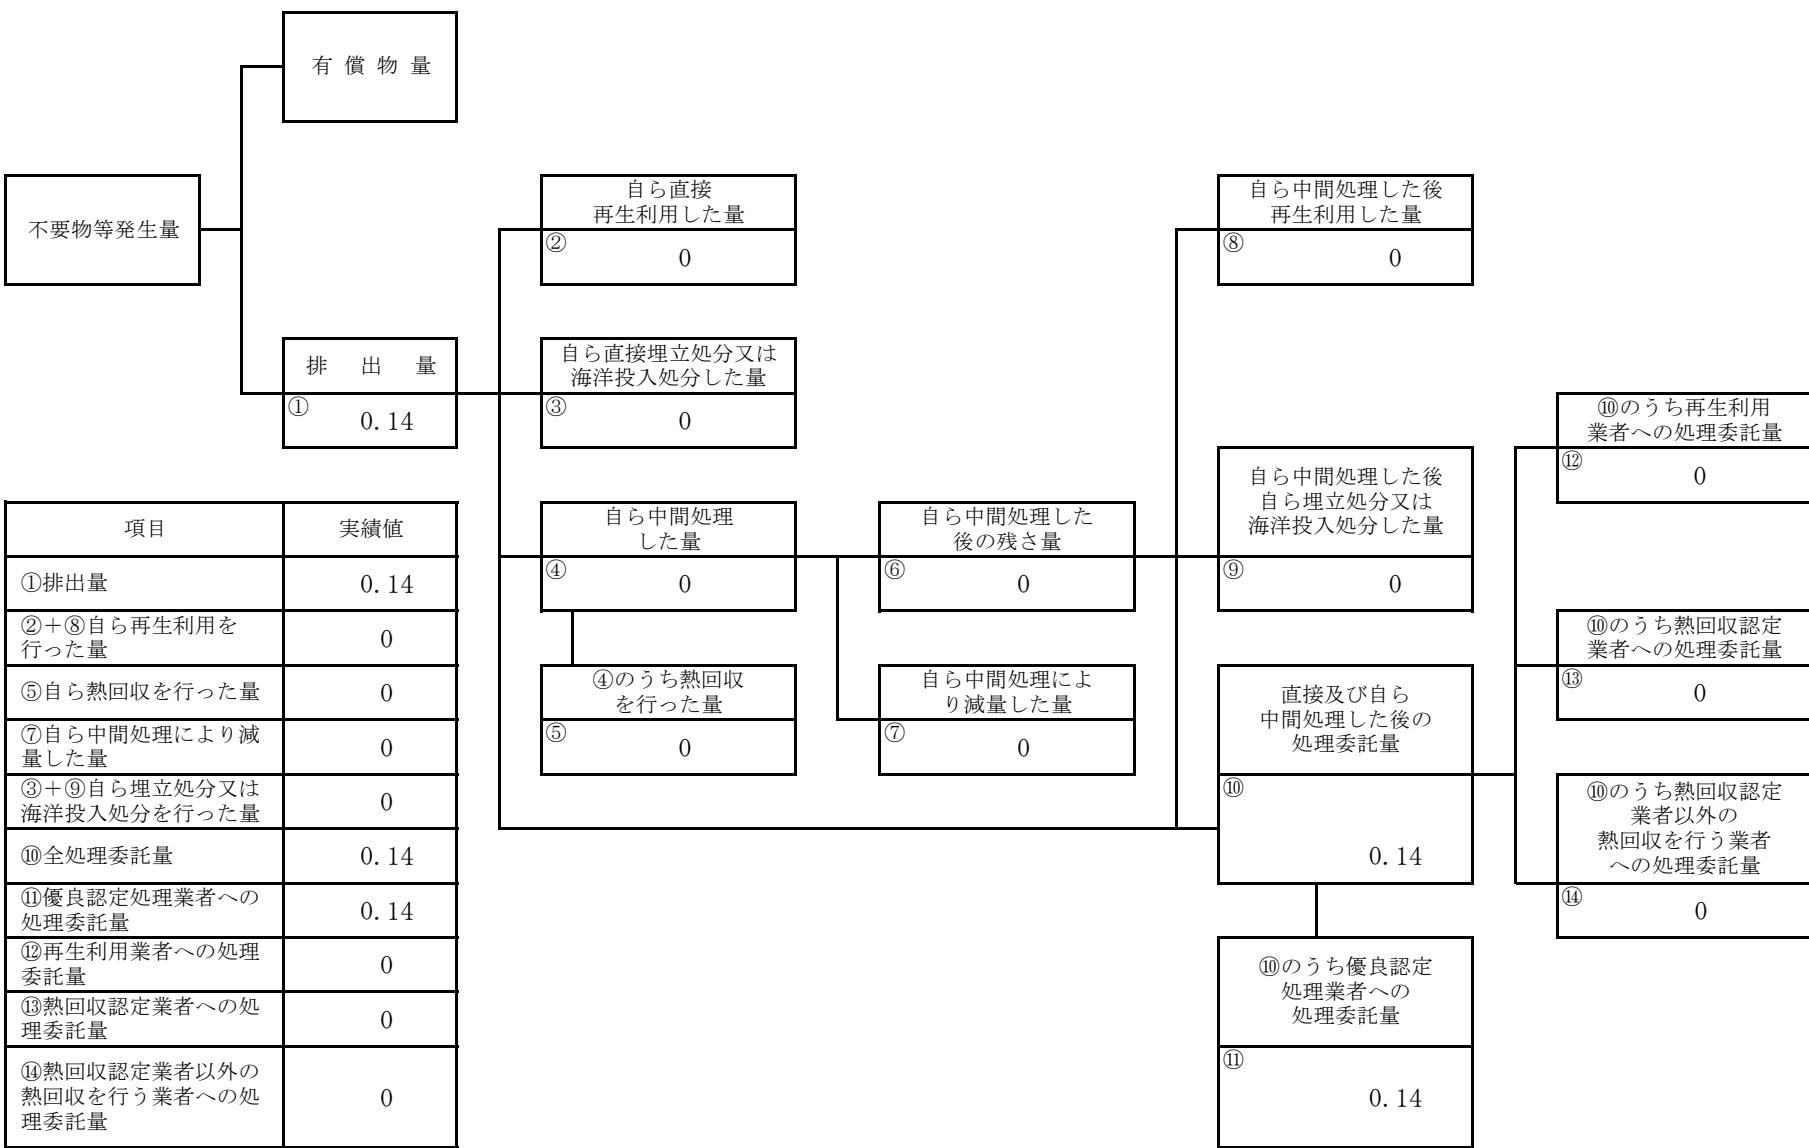 有償物量
不要物等発生量
自ら直接
再生利用した量
②
0
自ら中間処理した後
再生利用した量
⑧
0
排出量
①
0.14
自ら直接埋立処分又は
海洋投入処分した量
③
0
⑩のうち再生利用
業者への処理委託量
⑫
0
自ら中間処理
した量
④
0
自ら中間処理した
後の残さ量
⑥
0
自ら中間処理した後
自ら埋立処分又は
海洋投入処分した量
⑨
0
⑩のうち熱回収認定
業者への処理委託量
⑬
0
④のうち熱回収
を行った量
⑤
0
自ら中間処理によ
り減量した量
⑦
0
直接及び自ら
中間処理した後の
処理委託量
⑩
0.14
⑩のうち熱回収認定
業者以外の
熱回収を行う業者
への処理委託量
⑭
0
⑩のうち優良認定
処理業者への
処理委託量
⑪
0.14
項目 実績値
①排出量 0.14
②+⑧自ら再生利用を
行った量 0
⑤自ら熱回収を行った量 0
⑦自ら中間処理により減
量した量 0
③+⑨自ら埋立処分又は
海洋投入処分を行った量 0
⑩全処理委託量 0.14
⑪優良認定処理業者への
処理委託量 0.14
⑫再生利用業者への処理
委託量 0
⑬熱回収認定業者への処
理委託量 0
⑭熱回収認定業者以外の
熱回収を行う業者への処
理委託量 0